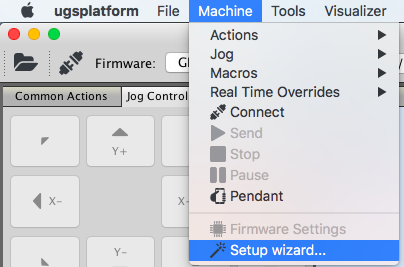 ugsplatform File Machine Tools Visualizer
Firmware:
Common Actions Jog Control
Y+
X-
Y-
Actions
Jog
Macros
Real Time Overrides
Connect
Send
Stop
Pause
Pendant
Firmware Settings
Setup wizard...